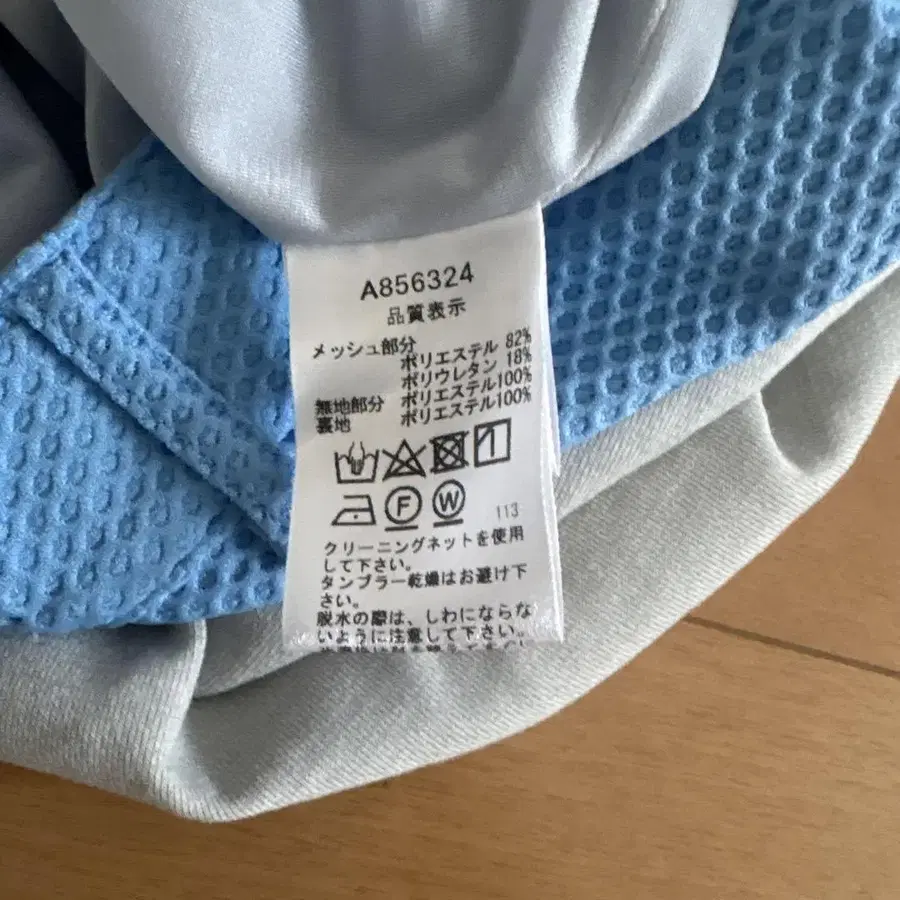 A856324
品質表示
メッシュ部分
ポリエステル 82%
ポリウレタン 18%
無地部分 ポリエステル100%
裏地 ポリエステル100%
F W 113
クリーニングネットを使用
して下さい。
タンブラー乾燥はお避け下
さい。
脱水の際は、しわにならな
いように注意して下さい。